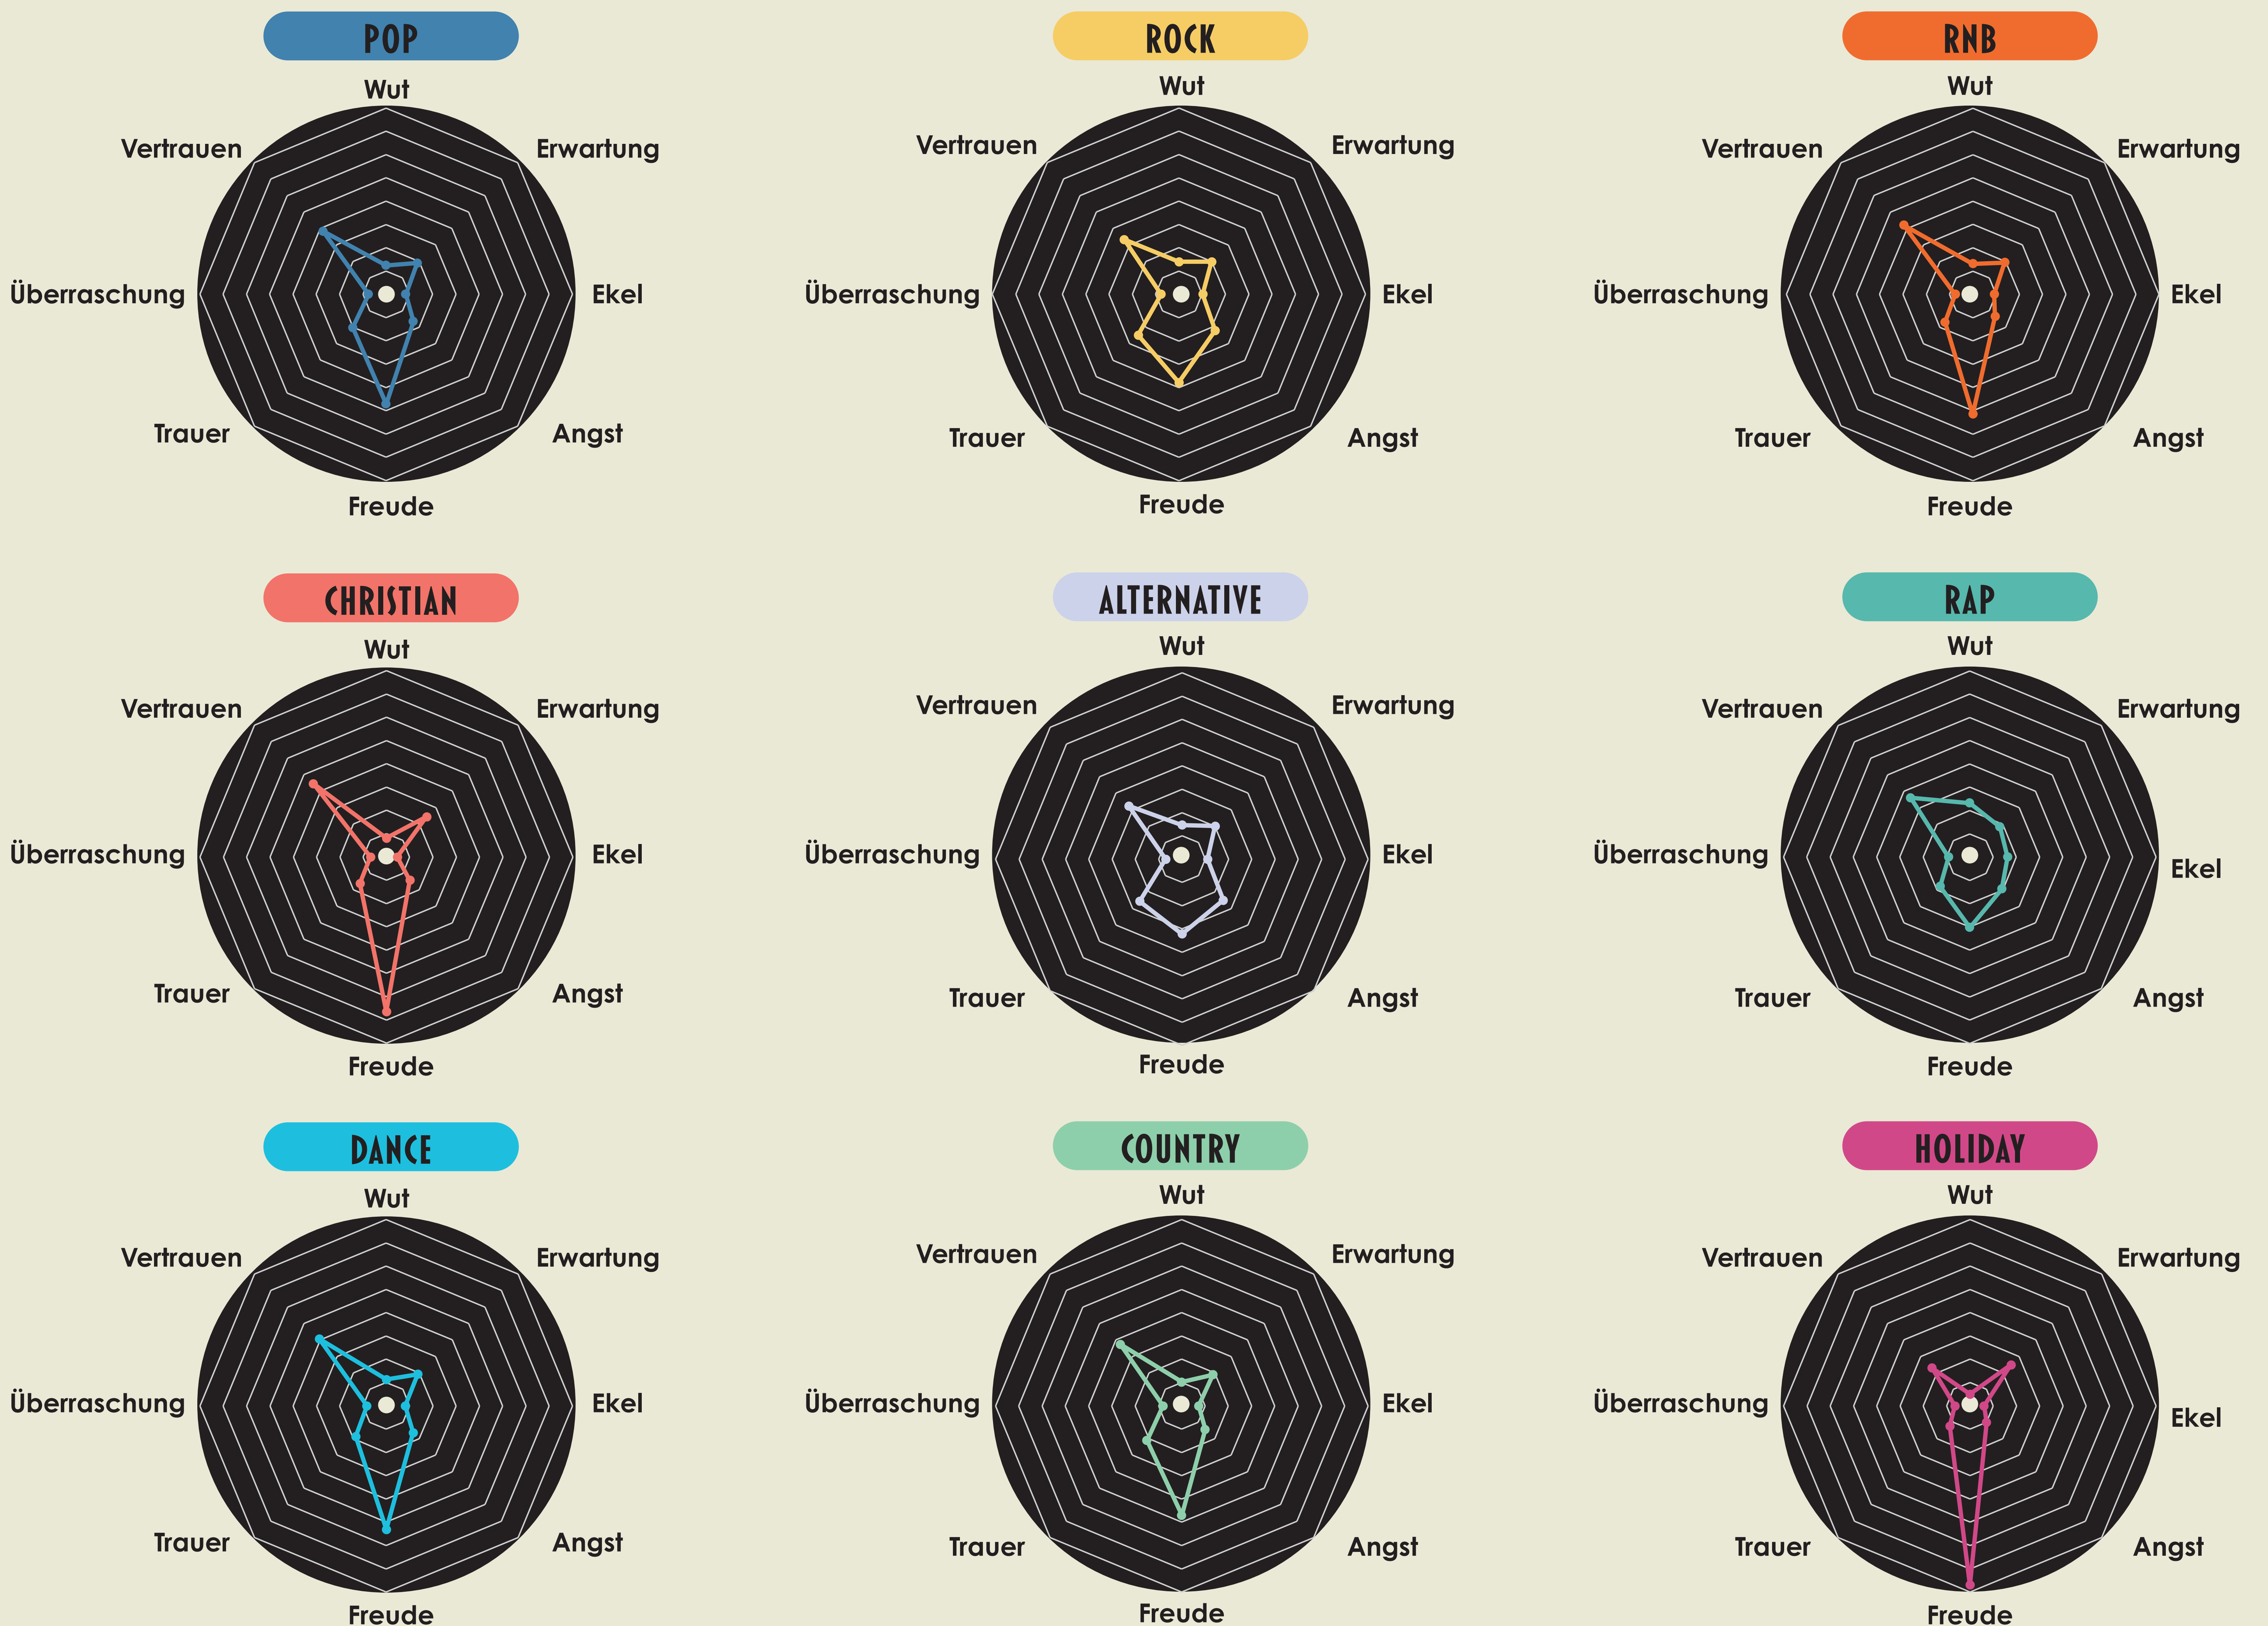 POP
Wut
Vertrauen
Erwartung
Überraschung
Ekel
Trauer
Angst
Freude
ROCK
Wut
Vertrauen
Erwartung
Überraschung
Ekel
Trauer
Angst
Freude
RNB
Wut
Vertrauen
Erwartung
Überraschung
Ekel
Trauer
Angst
Freude
CHRISTIAN
Wut
Vertrauen
Erwartung
Überraschung
Ekel
Trauer
Angst
Freude
ALTERNATIVE
Wut
Vertrauen
Erwartung
Überraschung
Ekel
Trauer
Angst
Freude
RAP
Wut
Vertrauen
Erwartung
Überraschung
Ekel
Trauer
Angst
Freude
DANCE
Wut
Vertrauen
Erwartung
Überraschung
Ekel
Trauer
Angst
Freude
COUNTRY
Wut
Vertrauen
Erwartung
Überraschung
Ekel
Trauer
Angst
Freude
HOLIDAY
Wut
Vertrauen
Erwartung
Überraschung
Ekel
Trauer
Angst
Freude